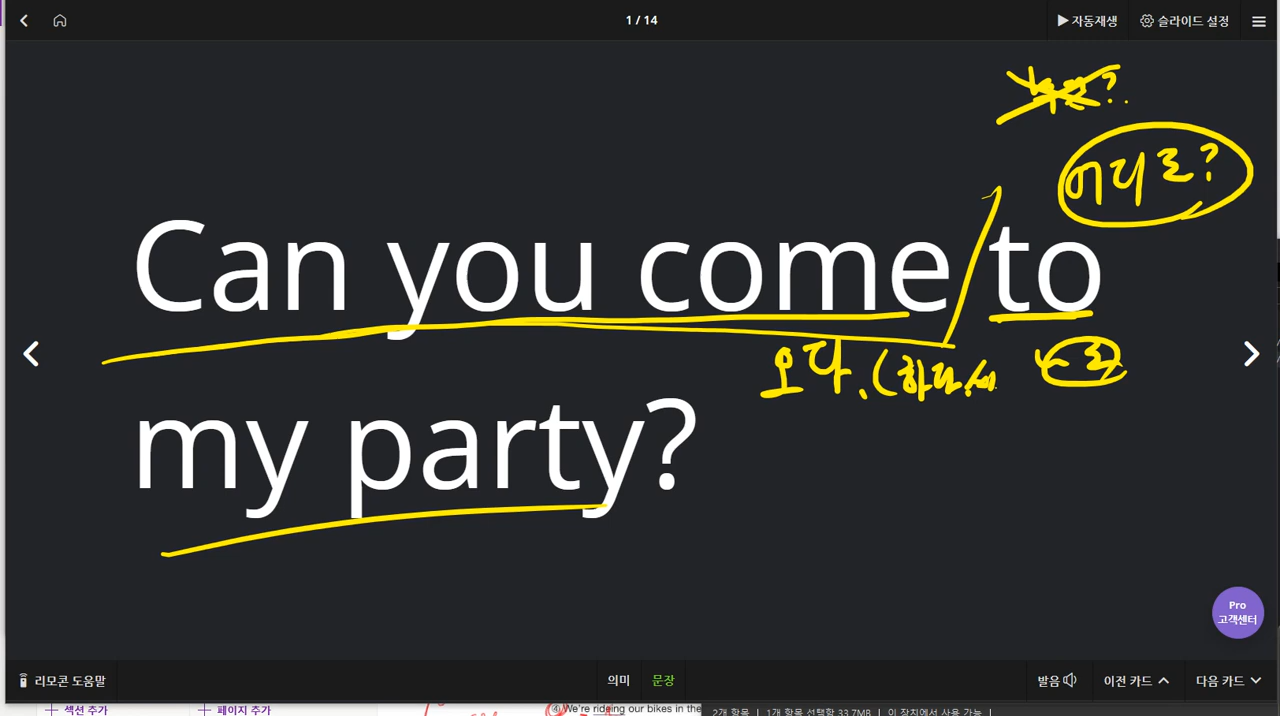 1 / 14
▶ 자동재생
슬라이드 설정
어디로?
Can you come to
오다.
~로
my party?
Pro
고객센터
리모콘 도움말
의미
문장
발음
이전 카드
다음 카드
섹션 추가
페이지 추가
④ We're riding our bikes in the
2개 항목 | 1개 항목 선택함 33.7MB | 이 장치에서 사용 가능 |